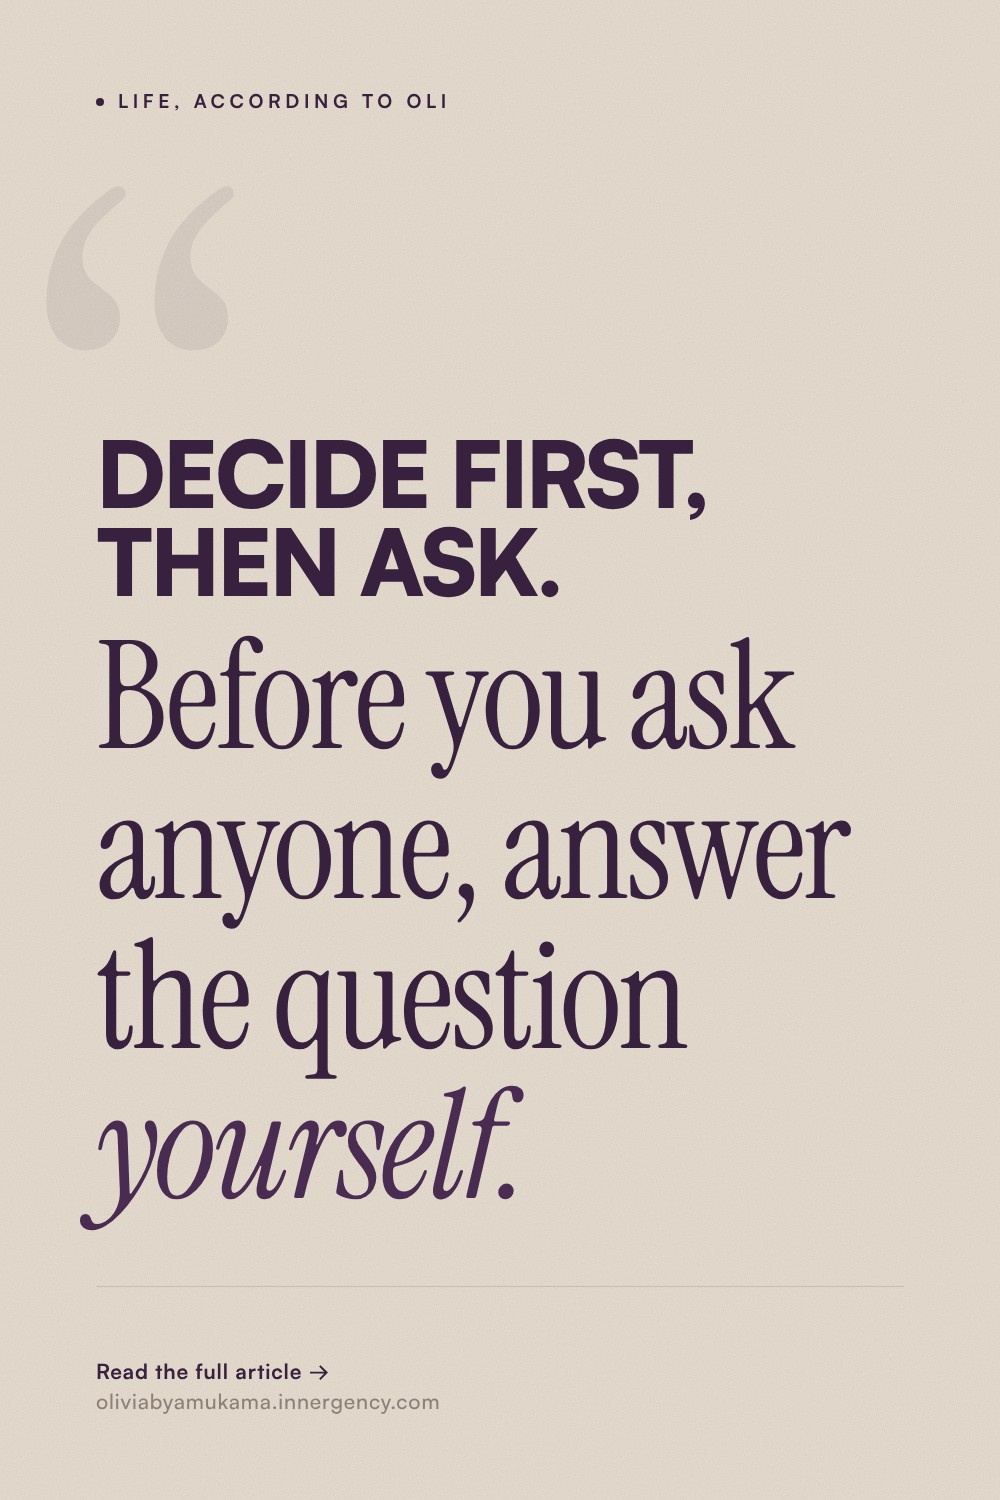 • LIFE, ACCORDING TO OLI
“
DECIDE FIRST,
THEN ASK.
Before you ask
anyone, answer
the question
yourself.
Read the full article →
oliviabyamukama.innergency.com